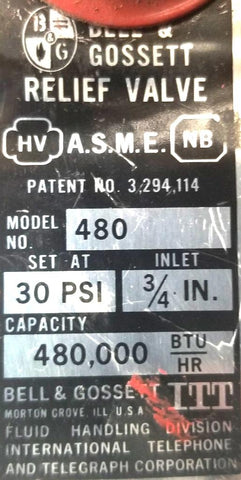 B & G
BELL &
GOSSETT
RELIEF VALVE
HV A.S.M.E. NB
PATENT NO. 3,294,114
MODEL NO. 480
SET AT INLET
30 PSI 3/4 IN.
CAPACITY
480,000 BTU/HR
BELL & GOSSETT ITT
MORTON GROVE, ILL. U.S.A.
FLUID HANDLING DIVISION
INTERNATIONAL TELEPHONE
AND TELEGRAPH CORPORATION